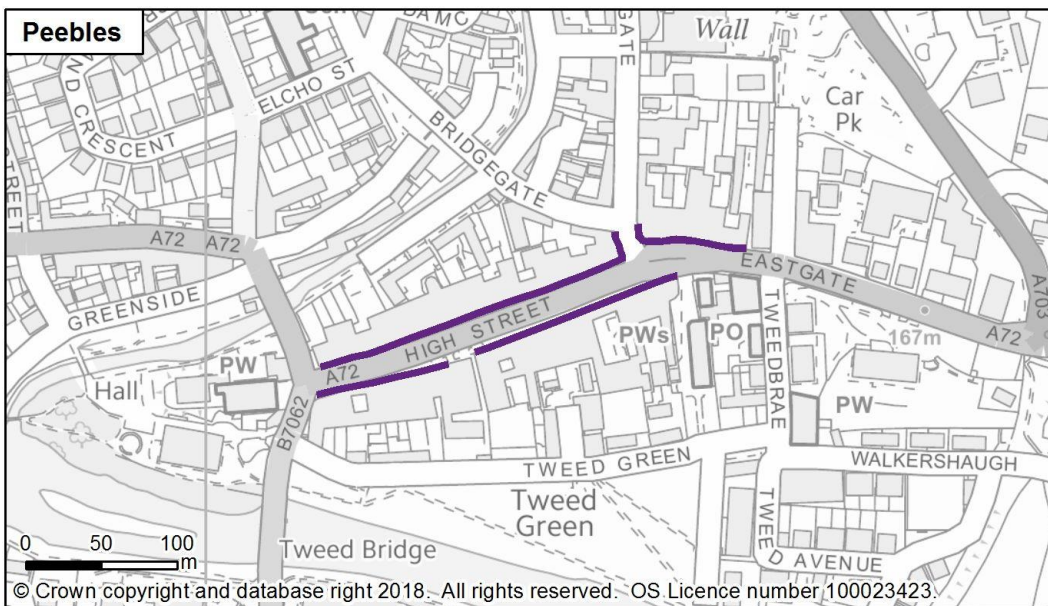 Peebles
DAMC
GATE
Wall
ND CRESCENT
ELCHO ST
BRIDGEGATE
Car
Pk
STREET
A72
A72
GREENSIDE
HIGH STREET
EASTGATE
A703
PW
A72
PWs
PO
TWEEDBRAE
167m
A72
Hall
B7062
PW
TWEED GREEN
WALKERSHAUGH
Tweed
Green
TWEED AVENUE
Tweed Bridge
0 50 100
m
© Crown copyright and database right 2018. All rights reserved. OS Licence number 100023423.